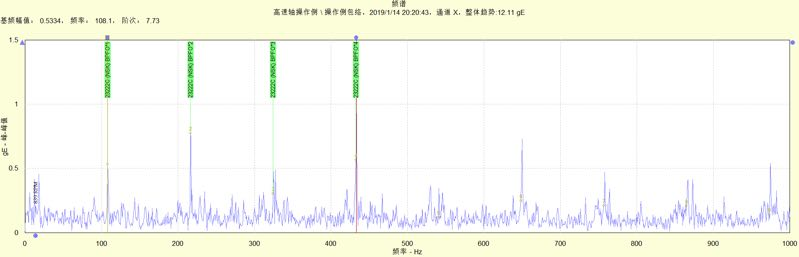 频谱
高速轴操作侧 \ 操作侧包络， 2019/1/14 20:20:43， 通道 X， 整体趋势:12.11 gE
基频幅值： 0.5334， 频率： 108.1， 阶次： 7.73
1.5
1
0.5
0
gE - 峰-峰值
23222C (NSK) BPFO*1
23222C (NSK) BPFO*2
23222C (NSK) BPFO*3
23222C (NSK) BPFO*4
0
100
200
300
400
500
600
700
800
900
1000
频率 - Hz